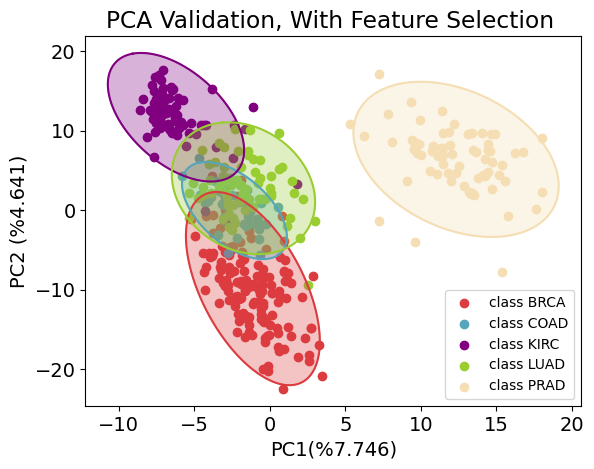 PCA Validation, With Feature Selection
20
10
0
−10
−20
PC2 (%4.641)
−10
−5
0
5
10
15
20
PC1(%7.746)
class BRCA
class COAD
class KIRC
class LUAD
class PRAD